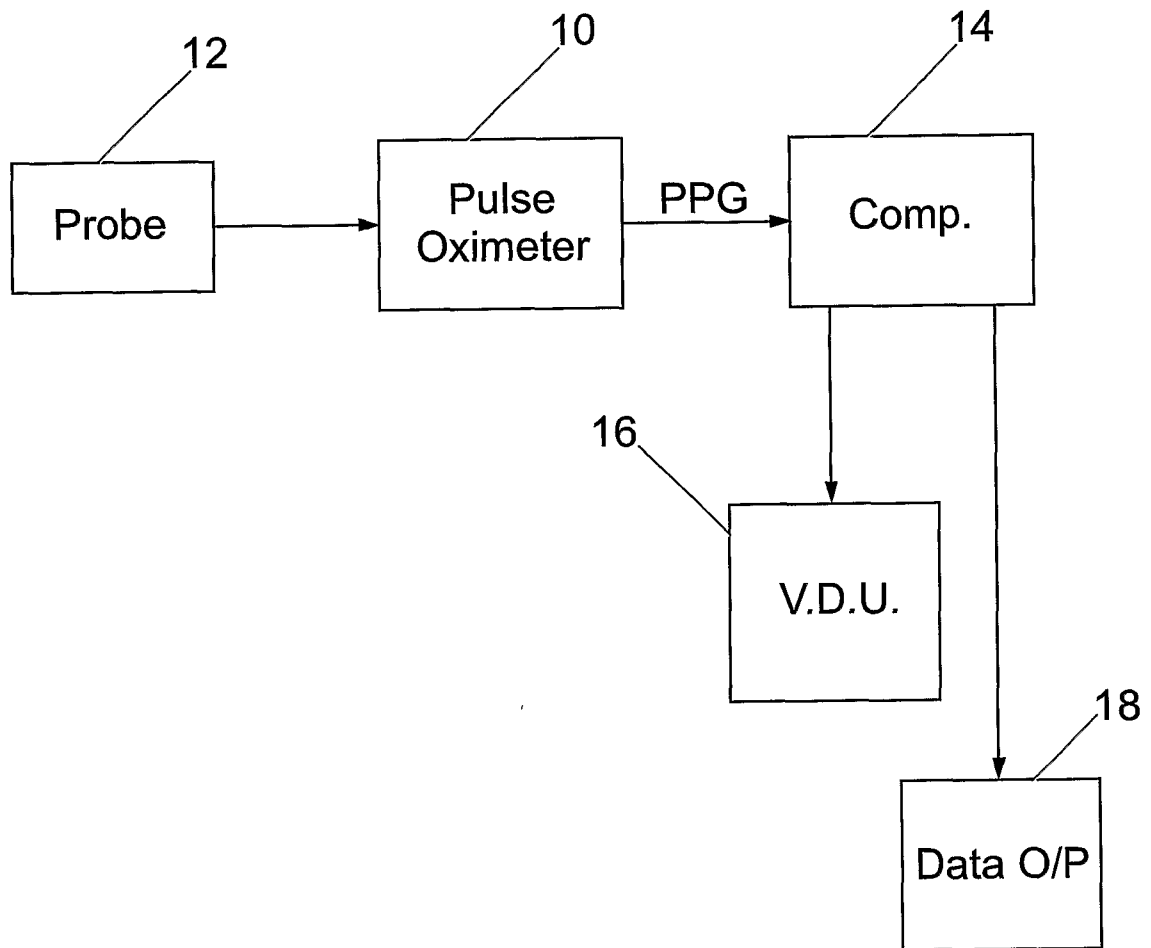 12
10
14
Probe
Pulse
Oximeter
PPG
Comp.
16
V.D.U.
18
Data O/P